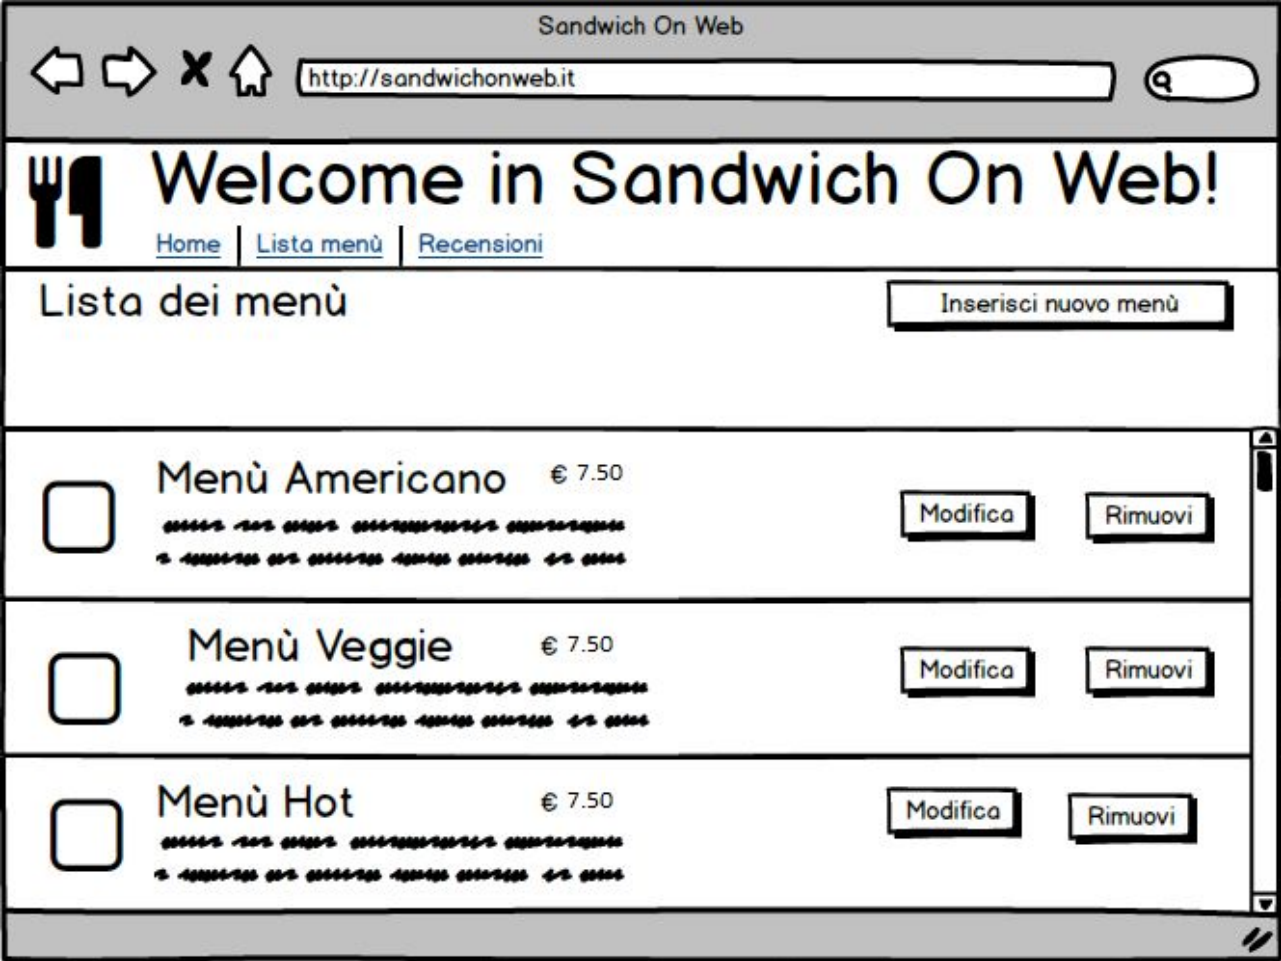 Sandwich On Web
http://sandwichonweb.it
Welcome in Sandwich On Web!
Home Lista menù Recensioni
Lista dei menù
Inserisci nuovo menù
Menù Americano € 7.50
Modifica Rimuovi
Menù Veggie € 7.50
Modifica Rimuovi
Menù Hot € 7.50
Modifica Rimuovi